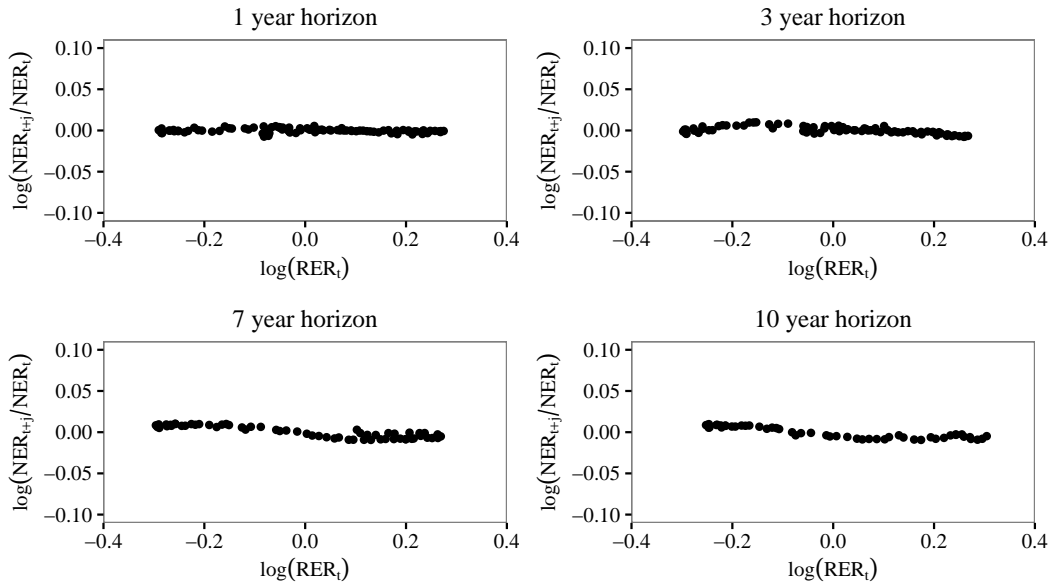 1 year horizon
3 year horizon
log(NERt+j/NERt)
0.10
0.05
0.00
−0.05
−0.10
−0.4 −0.2 0.0 0.2 0.4
log(RERt)
log(NERt+j/NERt)
0.10
0.05
0.00
−0.05
−0.10
−0.4 −0.2 0.0 0.2 0.4
log(RERt)
7 year horizon
10 year horizon
log(NERt+j/NERt)
0.10
0.05
0.00
−0.05
−0.10
−0.4 −0.2 0.0 0.2 0.4
log(RERt)
log(NERt+j/NERt)
0.10
0.05
0.00
−0.05
−0.10
−0.4 −0.2 0.0 0.2 0.4
log(RERt)